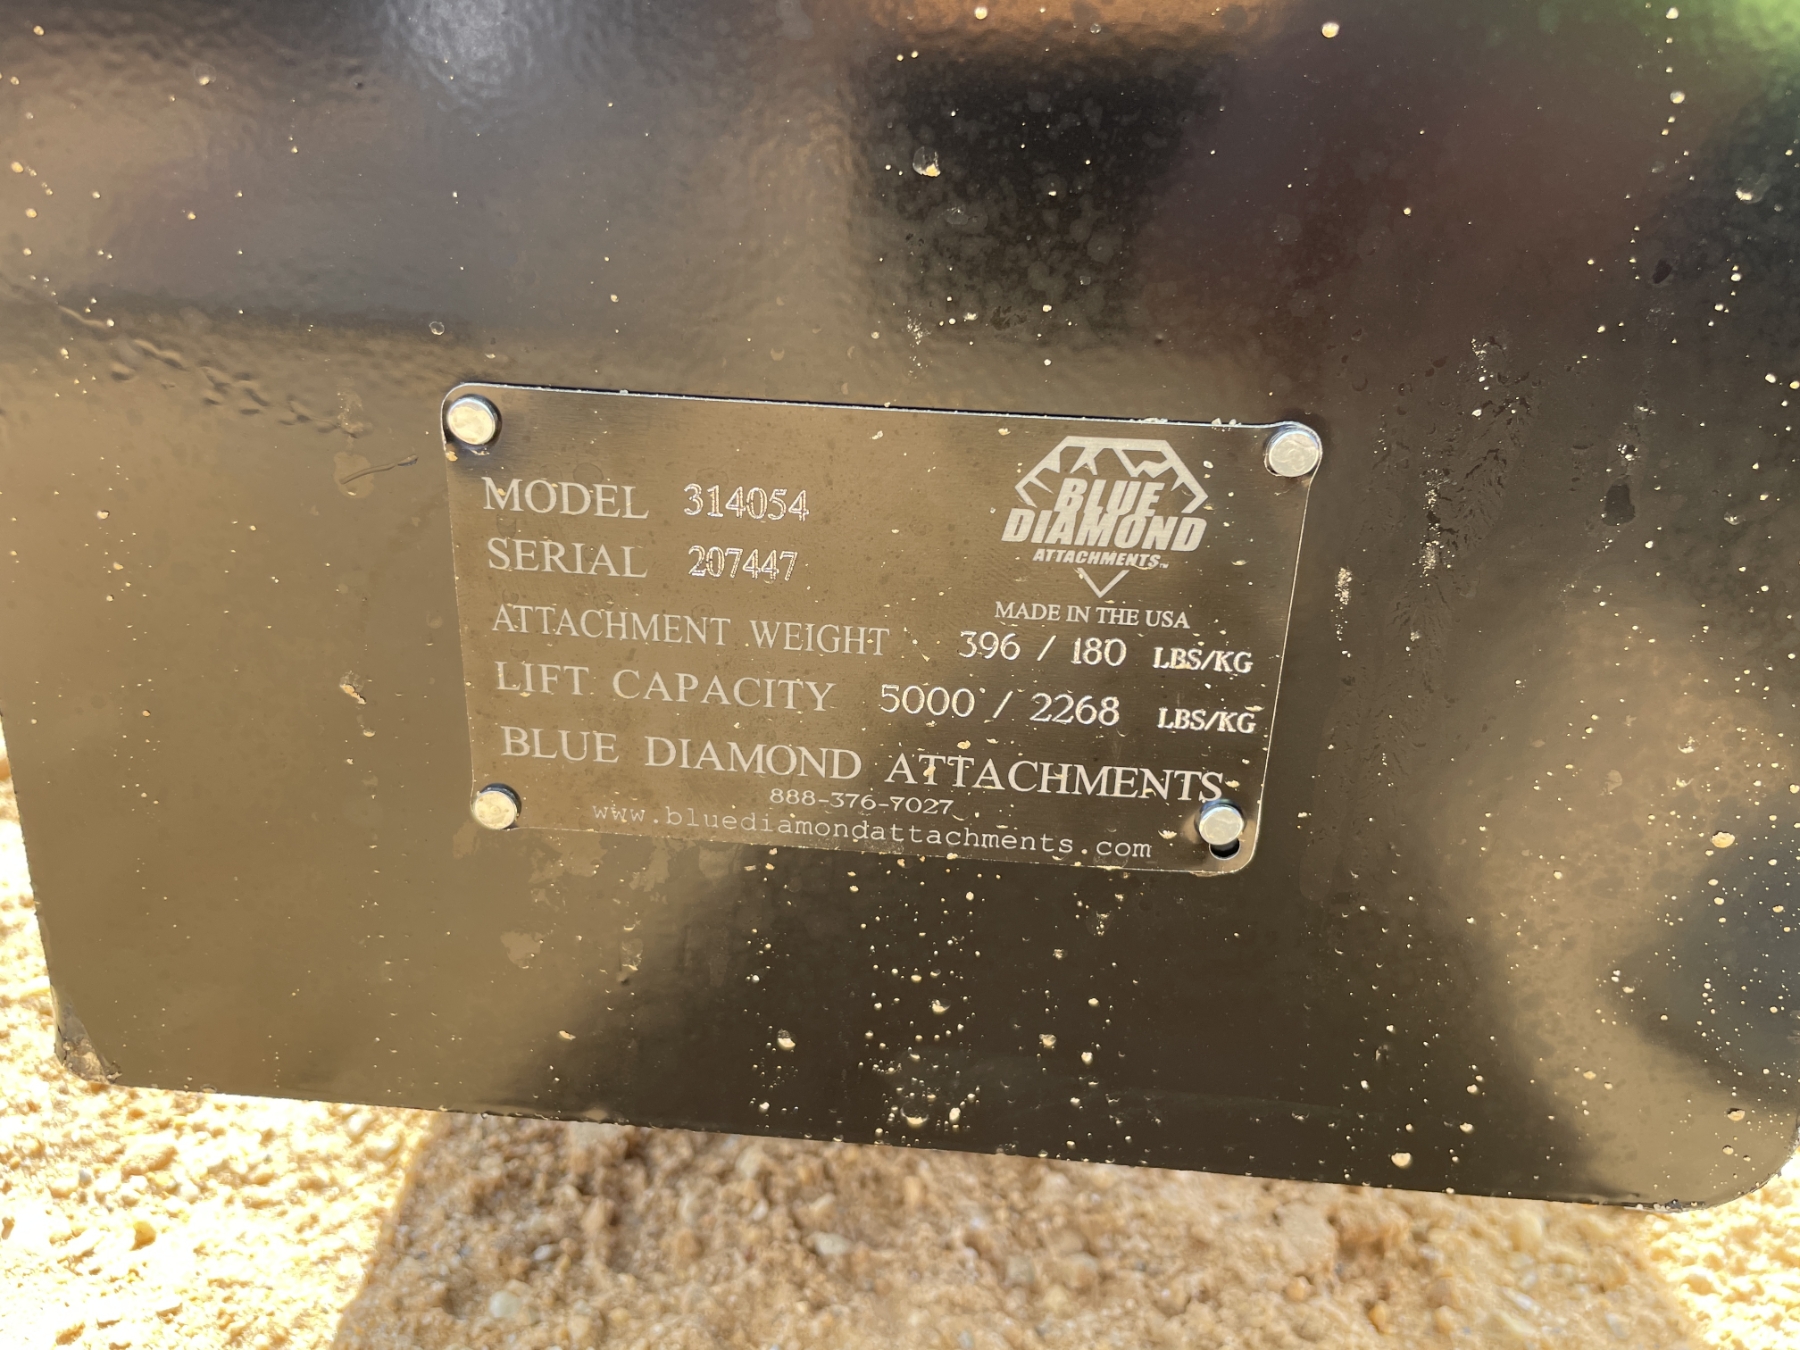 MODEL 314054
SERIAL 207447
BLUE
DIAMOND
ATTACHMENTS™
MADE IN THE USA
ATTACHMENT WEIGHT 396 / 180 LBS/KG
LIFT CAPACITY 5000 / 2268 LBS/KG
BLUE DIAMOND ATTACHMENTS
888-376-7027
www.bluediamondattachments.com